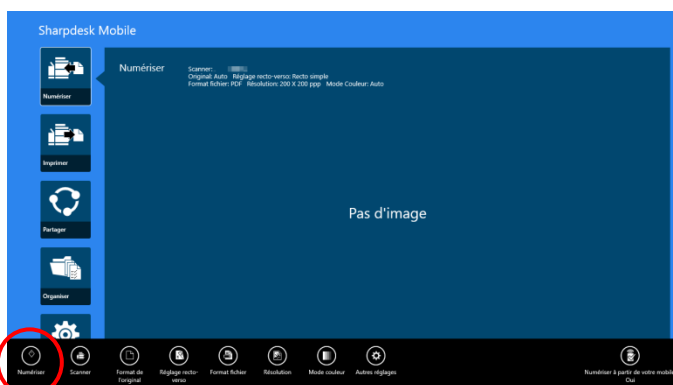 Sharpdesk Mobile
Numériser
Numériser
Scanner:
Original: Auto Réglage recto-verso: Recto simple
Format fichier: PDF Résolution: 200 X 200 ppp Mode Couleur: Auto
Imprimer
Pas d'image
Partager
Organiser
Numériser
Scanner
Format de l'original
Réglage recto-verso
Format fichier
Résolution
Mode couleur
Autres réglages
Numériser à partir de votre mobile
Oui